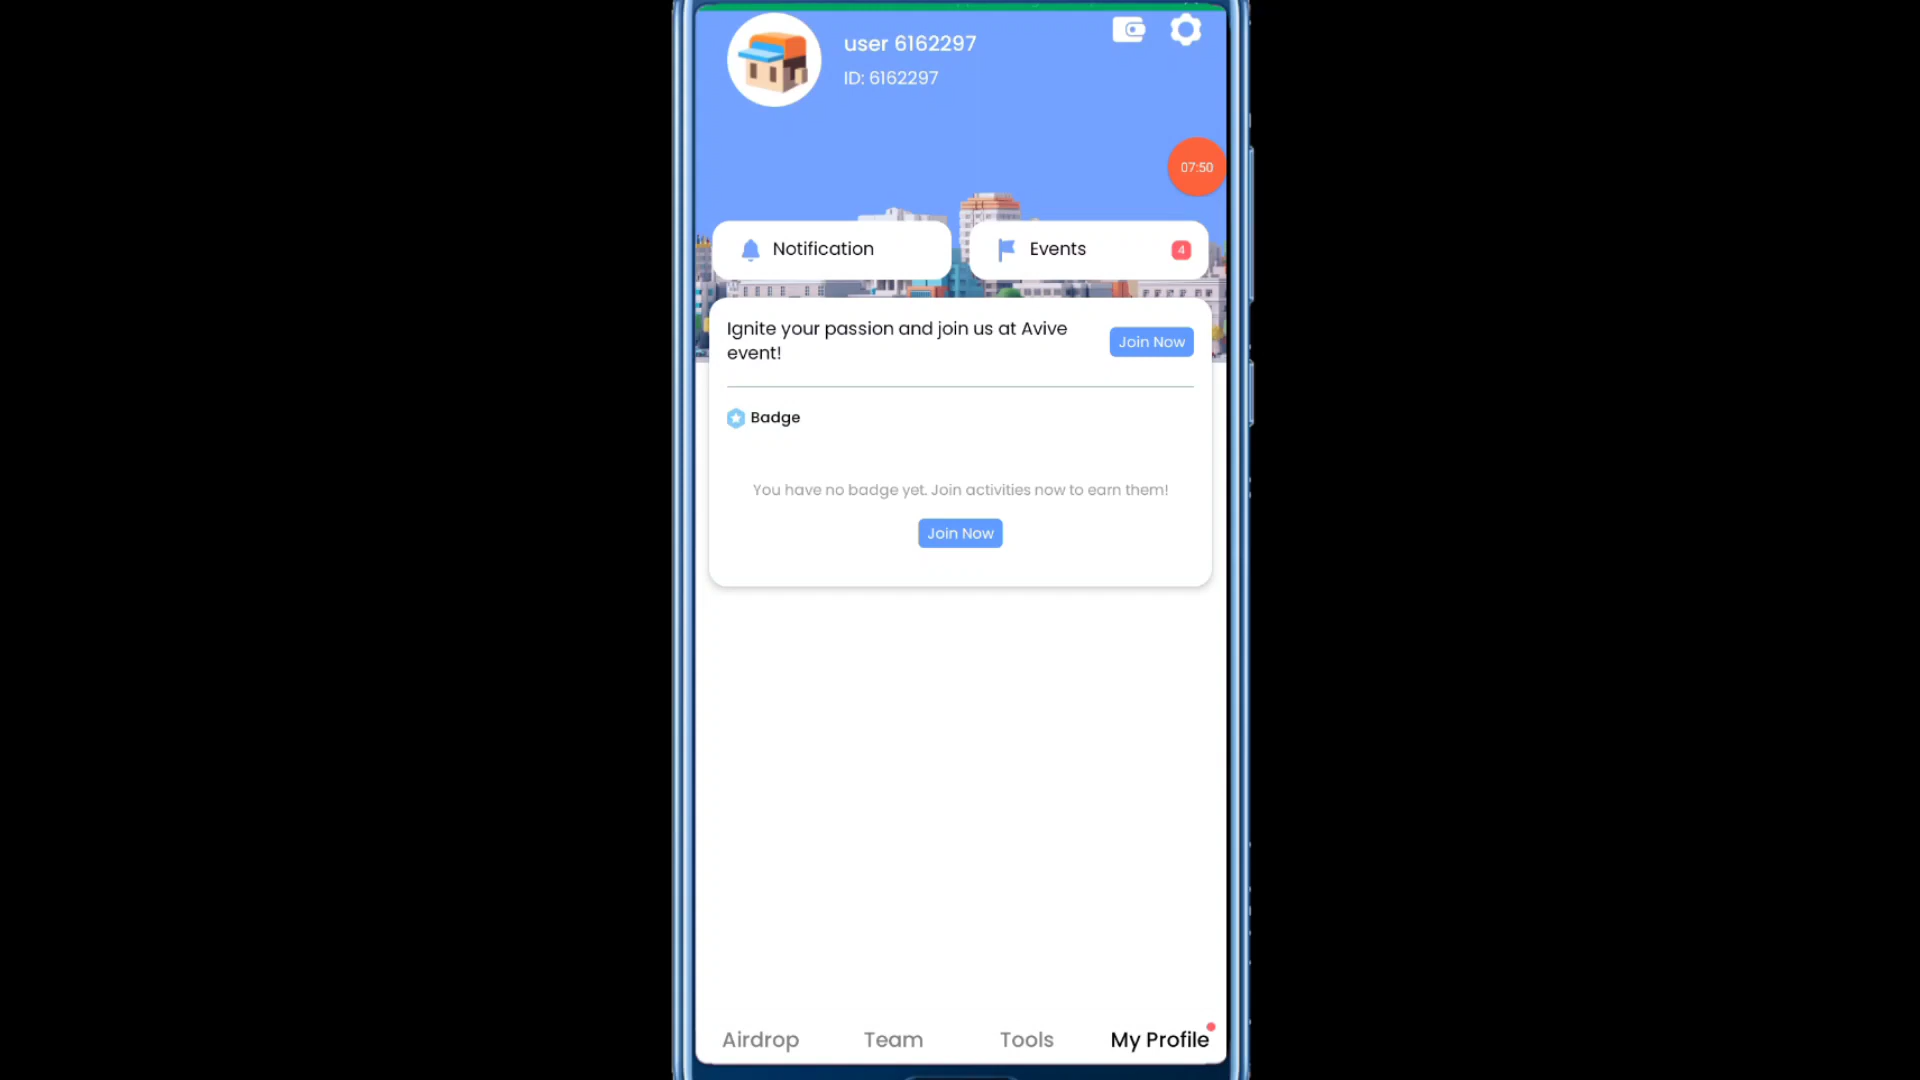 user 6162297
ID: 6162297
07:50
Notification
Events
4
Ignite your passion and join us at Avive
event!
Join Now
Badge
You have no badge yet. Join activities now to earn them!
Join Now
Airdrop
Team
Tools
My Profile